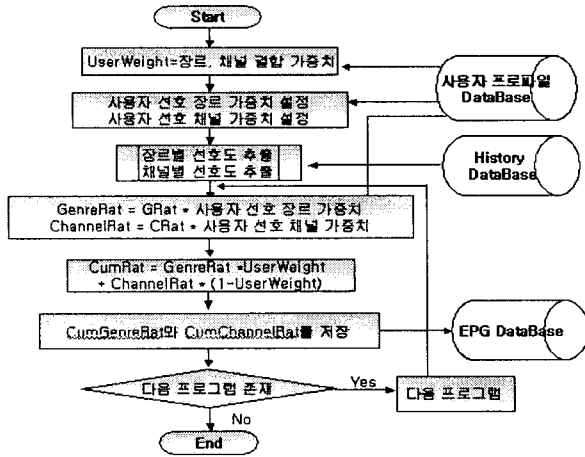 Start
UserWeight=장르, 채널 결합 가중치
사용자 프로파일
DataBase
사용자 선호 장르 가중치 설정
사용자 선호 채널 가중치 설정
장르별 선호도 추출
채널별 선호도 추출
History
DataBase
GenreRat = GRat * 사용자 선호 장르 가중치
ChannelRat = CRat * 사용자 선호 채널 가중치
CumRat = GenreRat *UserWeight
+ ChannelRat * (1-UserWeight)
CumGenreRat와 CumChannelRat를 저장
EPG DataBase
다음 프로그램 존재
Yes
다음 프로그램
No
End